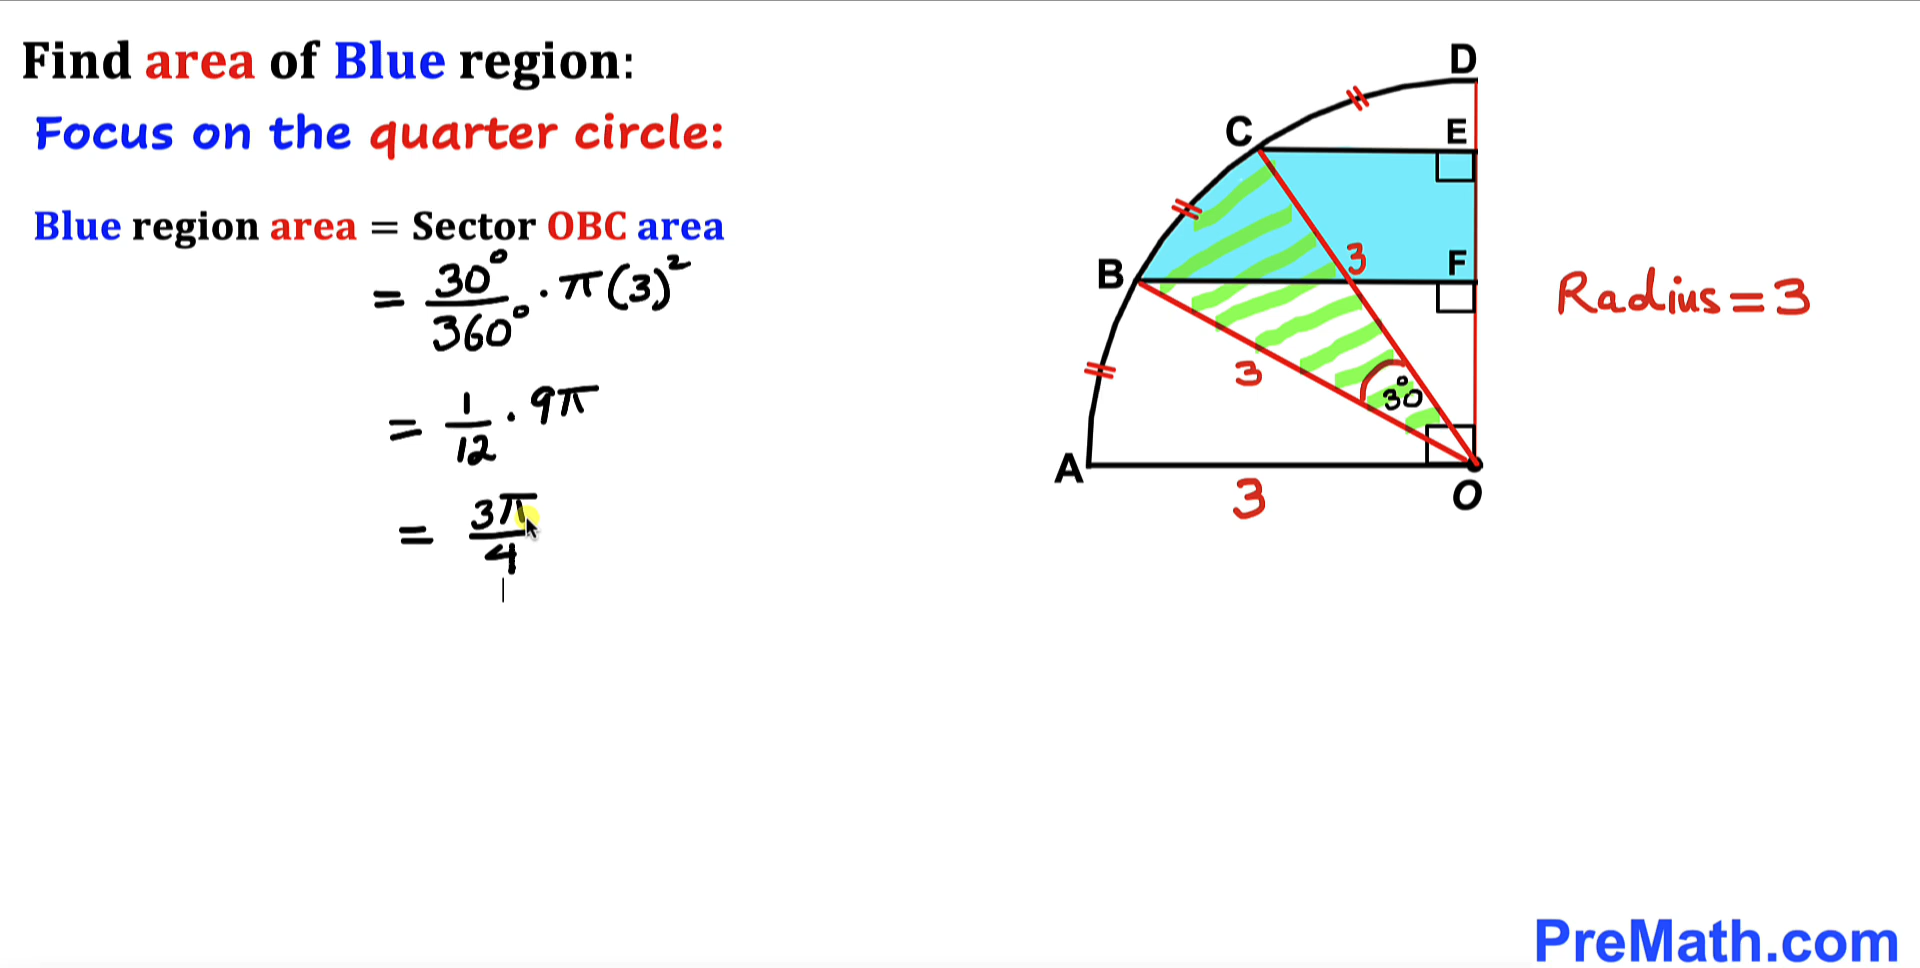 Find area of Blue region:
Focus on the quarter circle:
Blue region area = Sector OBC area
= 30°/360° · π(3)²
= 1/12 · 9π
= 3π/4
D
C
E
3
B
F
Radius = 3
3
30°
A
3
O
PreMath.com